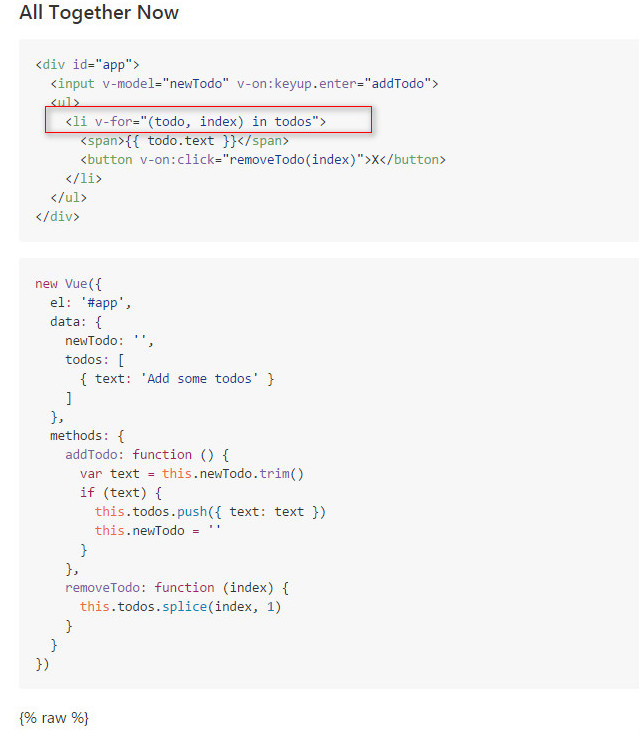 All Together Now
<div id="app">
  <input v-model="newTodo" v-on:keyup.enter="addTodo">
  <ul>
    <li v-for="(todo, index) in todos">
      <span>{{ todo.text }}</span>
      <button v-on:click="removeTodo(index)">X</button>
    </li>
  </ul>
</div>
new Vue({
  el: '#app',
  data: {
    newTodo: '',
    todos: [
      { text: 'Add some todos' }
    ]
  },
  methods: {
    addTodo: function () {
      var text = this.newTodo.trim()
      if (text) {
        this.todos.push({ text: text })
        this.newTodo = ''
      }
    },
    removeTodo: function (index) {
      this.todos.splice(index, 1)
    }
  }
})
{% raw %}